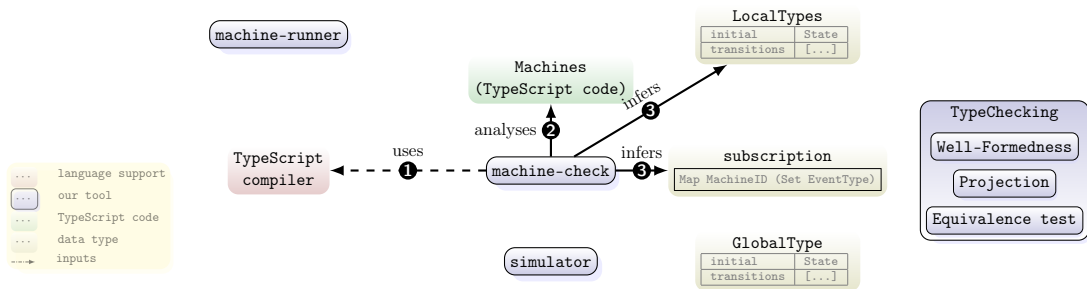 machine-runner
LocalTypes
initial State
transitions [...]
Machines
(TypeScript code)
infers
3
analyses 2
TypeChecking
Well-Formedness
Projection
Equivalence test
TypeScript
compiler
uses
1
machine-check
infers
3
subscription
Map MachineID (Set EventType)
... language support
... our tool
... TypeScript code
... data type
inputs
simulator
GlobalType
initial State
transitions [...]